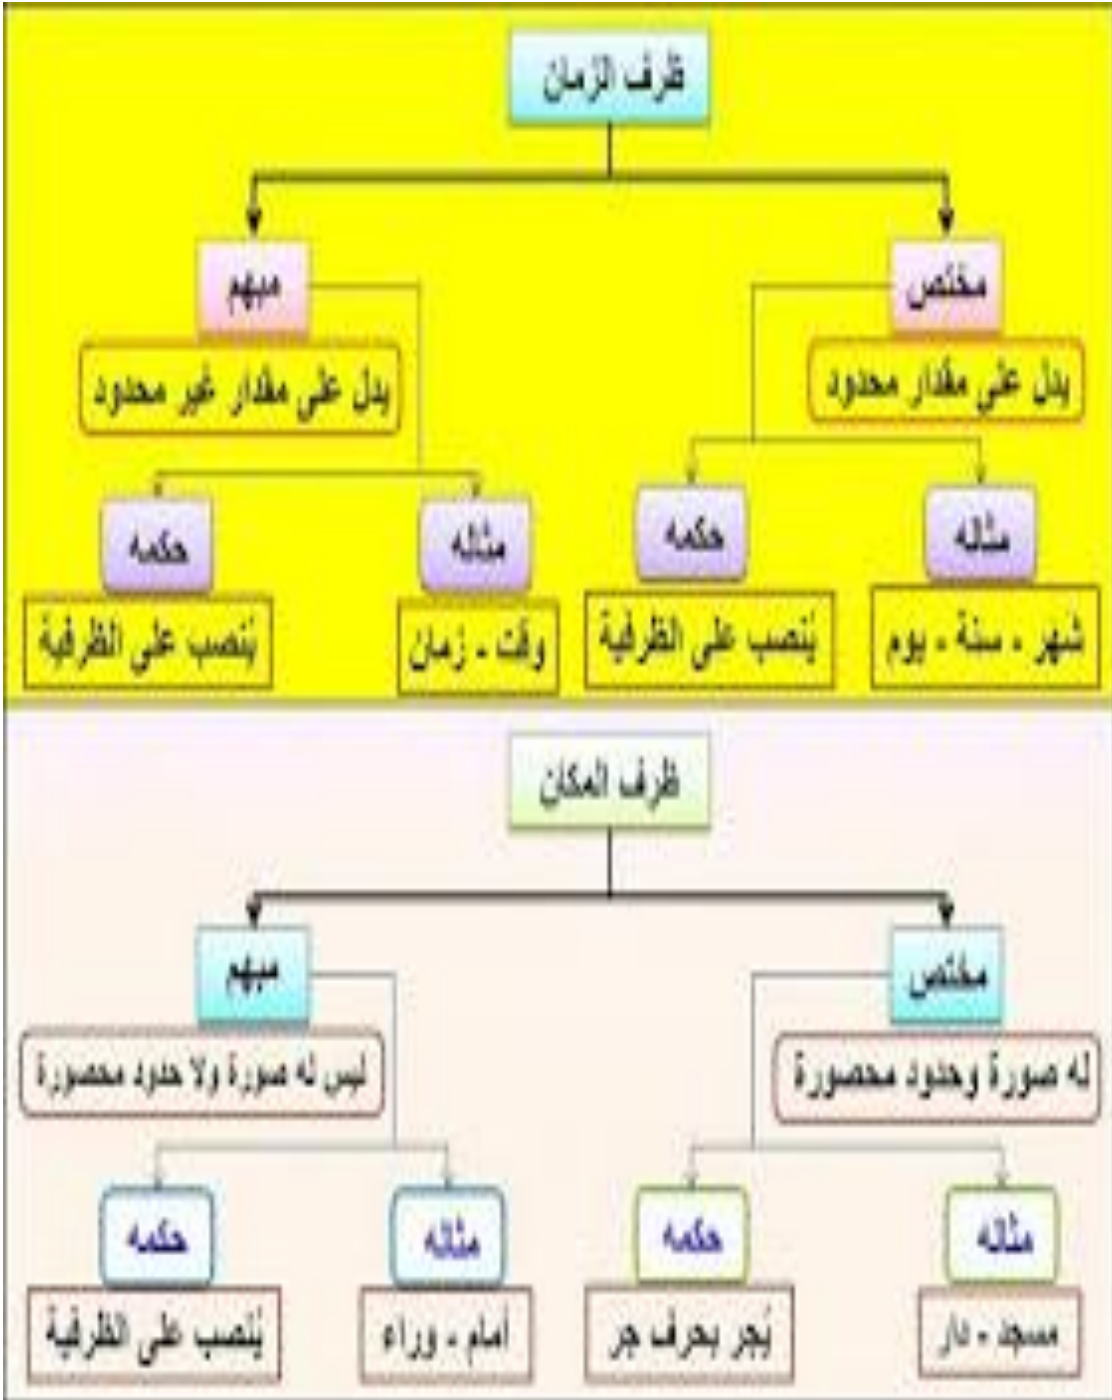 ظرف الزمان
مختص
مبهم
يدل على مقدار محدود
يدل على مقدار غير محدود
مثاله
حكمه
مثاله
حكمه
شهر - سنة - يوم
يُنصب على الظرفية
وقت - زمان
يُنصب على الظرفية
ظرف المكان
مختص
مبهم
له صورة وحدود محصورة
ليس له صورة ولا حدود محصورة
مثاله
حكمه
مثاله
حكمه
مسجد - دار
يُجر بحرف جر
أمام - وراء
يُنصب على الظرفية